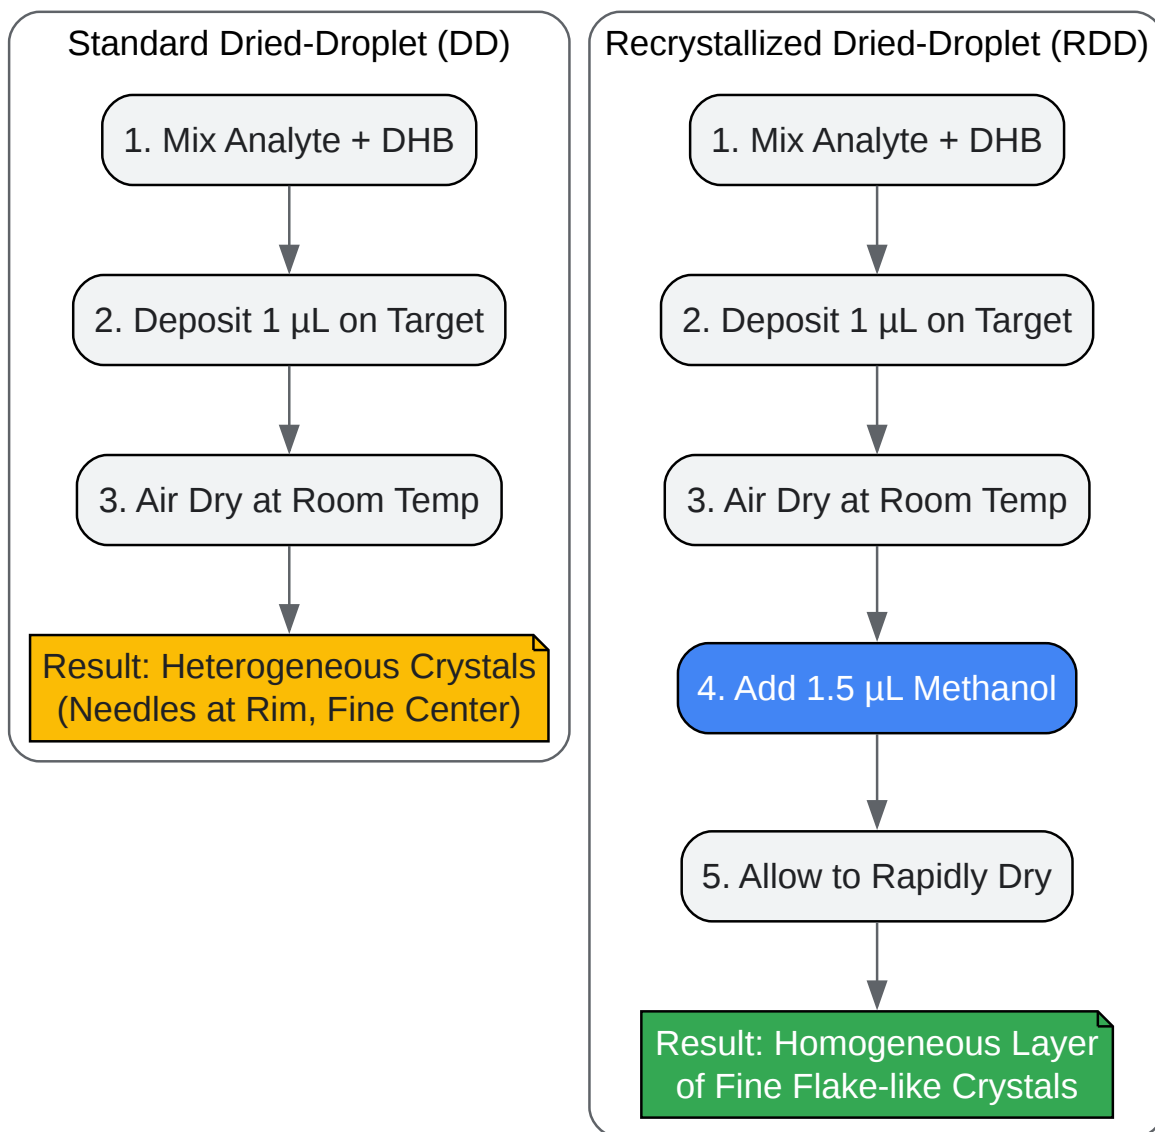 Standard Dried-Droplet (DD)
1. Mix Analyte + DHB
2. Deposit 1 µL on Target
3. Air Dry at Room Temp
Result: Heterogeneous Crystals
(Needles at Rim, Fine Center)
Recrystallized Dried-Droplet (RDD)
1. Mix Analyte + DHB
2. Deposit 1 µL on Target
3. Air Dry at Room Temp
4. Add 1.5 µL Methanol
5. Allow to Rapidly Dry
Result: Homogeneous Layer
of Fine Flake-like Crystals